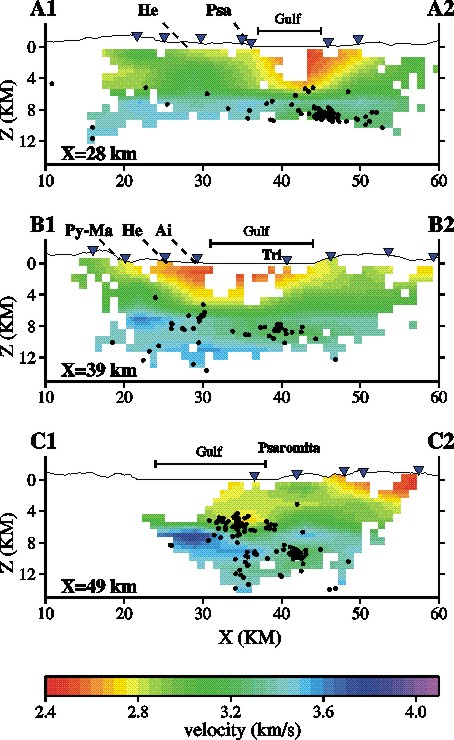 A1 He Psa Gulf A2
0
4
8
12
Z (KM)
X=28 km
10 20 30 40 50 60
B1 Py-Ma He Ai Gulf Tri B2
0
4
8
12
Z (KM)
X=39 km
10 20 30 40 50 60
C1 Gulf Psaromita C2
0
4
8
12
Z (KM)
X=49 km
10 20 30 40 50 60
X (KM)
2.4 2.8 3.2 3.6 4.0
velocity (km/s)